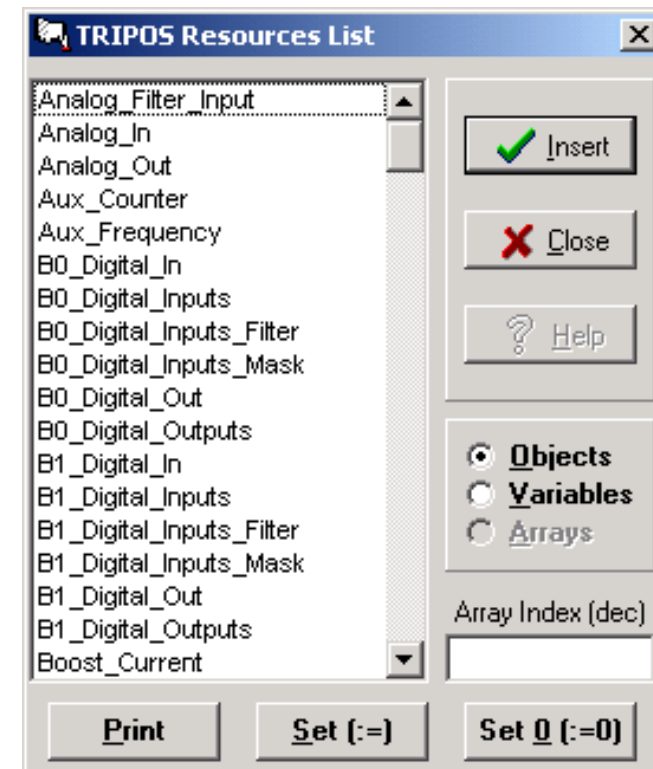 TRIPOS Resources List
Analog_Filter_Input
Analog_In
Analog_Out
Aux_Counter
Aux_Frequency
B0_Digital_In
B0_Digital_Inputs
B0_Digital_Inputs_Filter
B0_Digital_Inputs_Mask
B0_Digital_Out
B0_Digital_Outputs
B1_Digital_In
B1_Digital_Inputs
B1_Digital_Inputs_Filter
B1_Digital_Inputs_Mask
B1_Digital_Out
B1_Digital_Outputs
Boost_Current
Insert
Close
? Help
Objects
Variables
Arrays
Array Index (dec)
Print
Set (:=)
Set 0 (:=0)